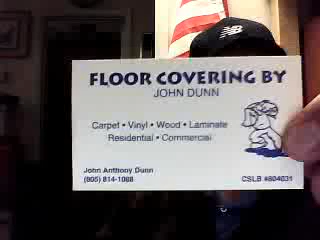 FLOOR COVERING BY
JOHN DUNN
Carpet • Vinyl • Wood • Laminate
Residential • Commercial
John Anthony Dunn
(805) 814-1088
CSLB #804031